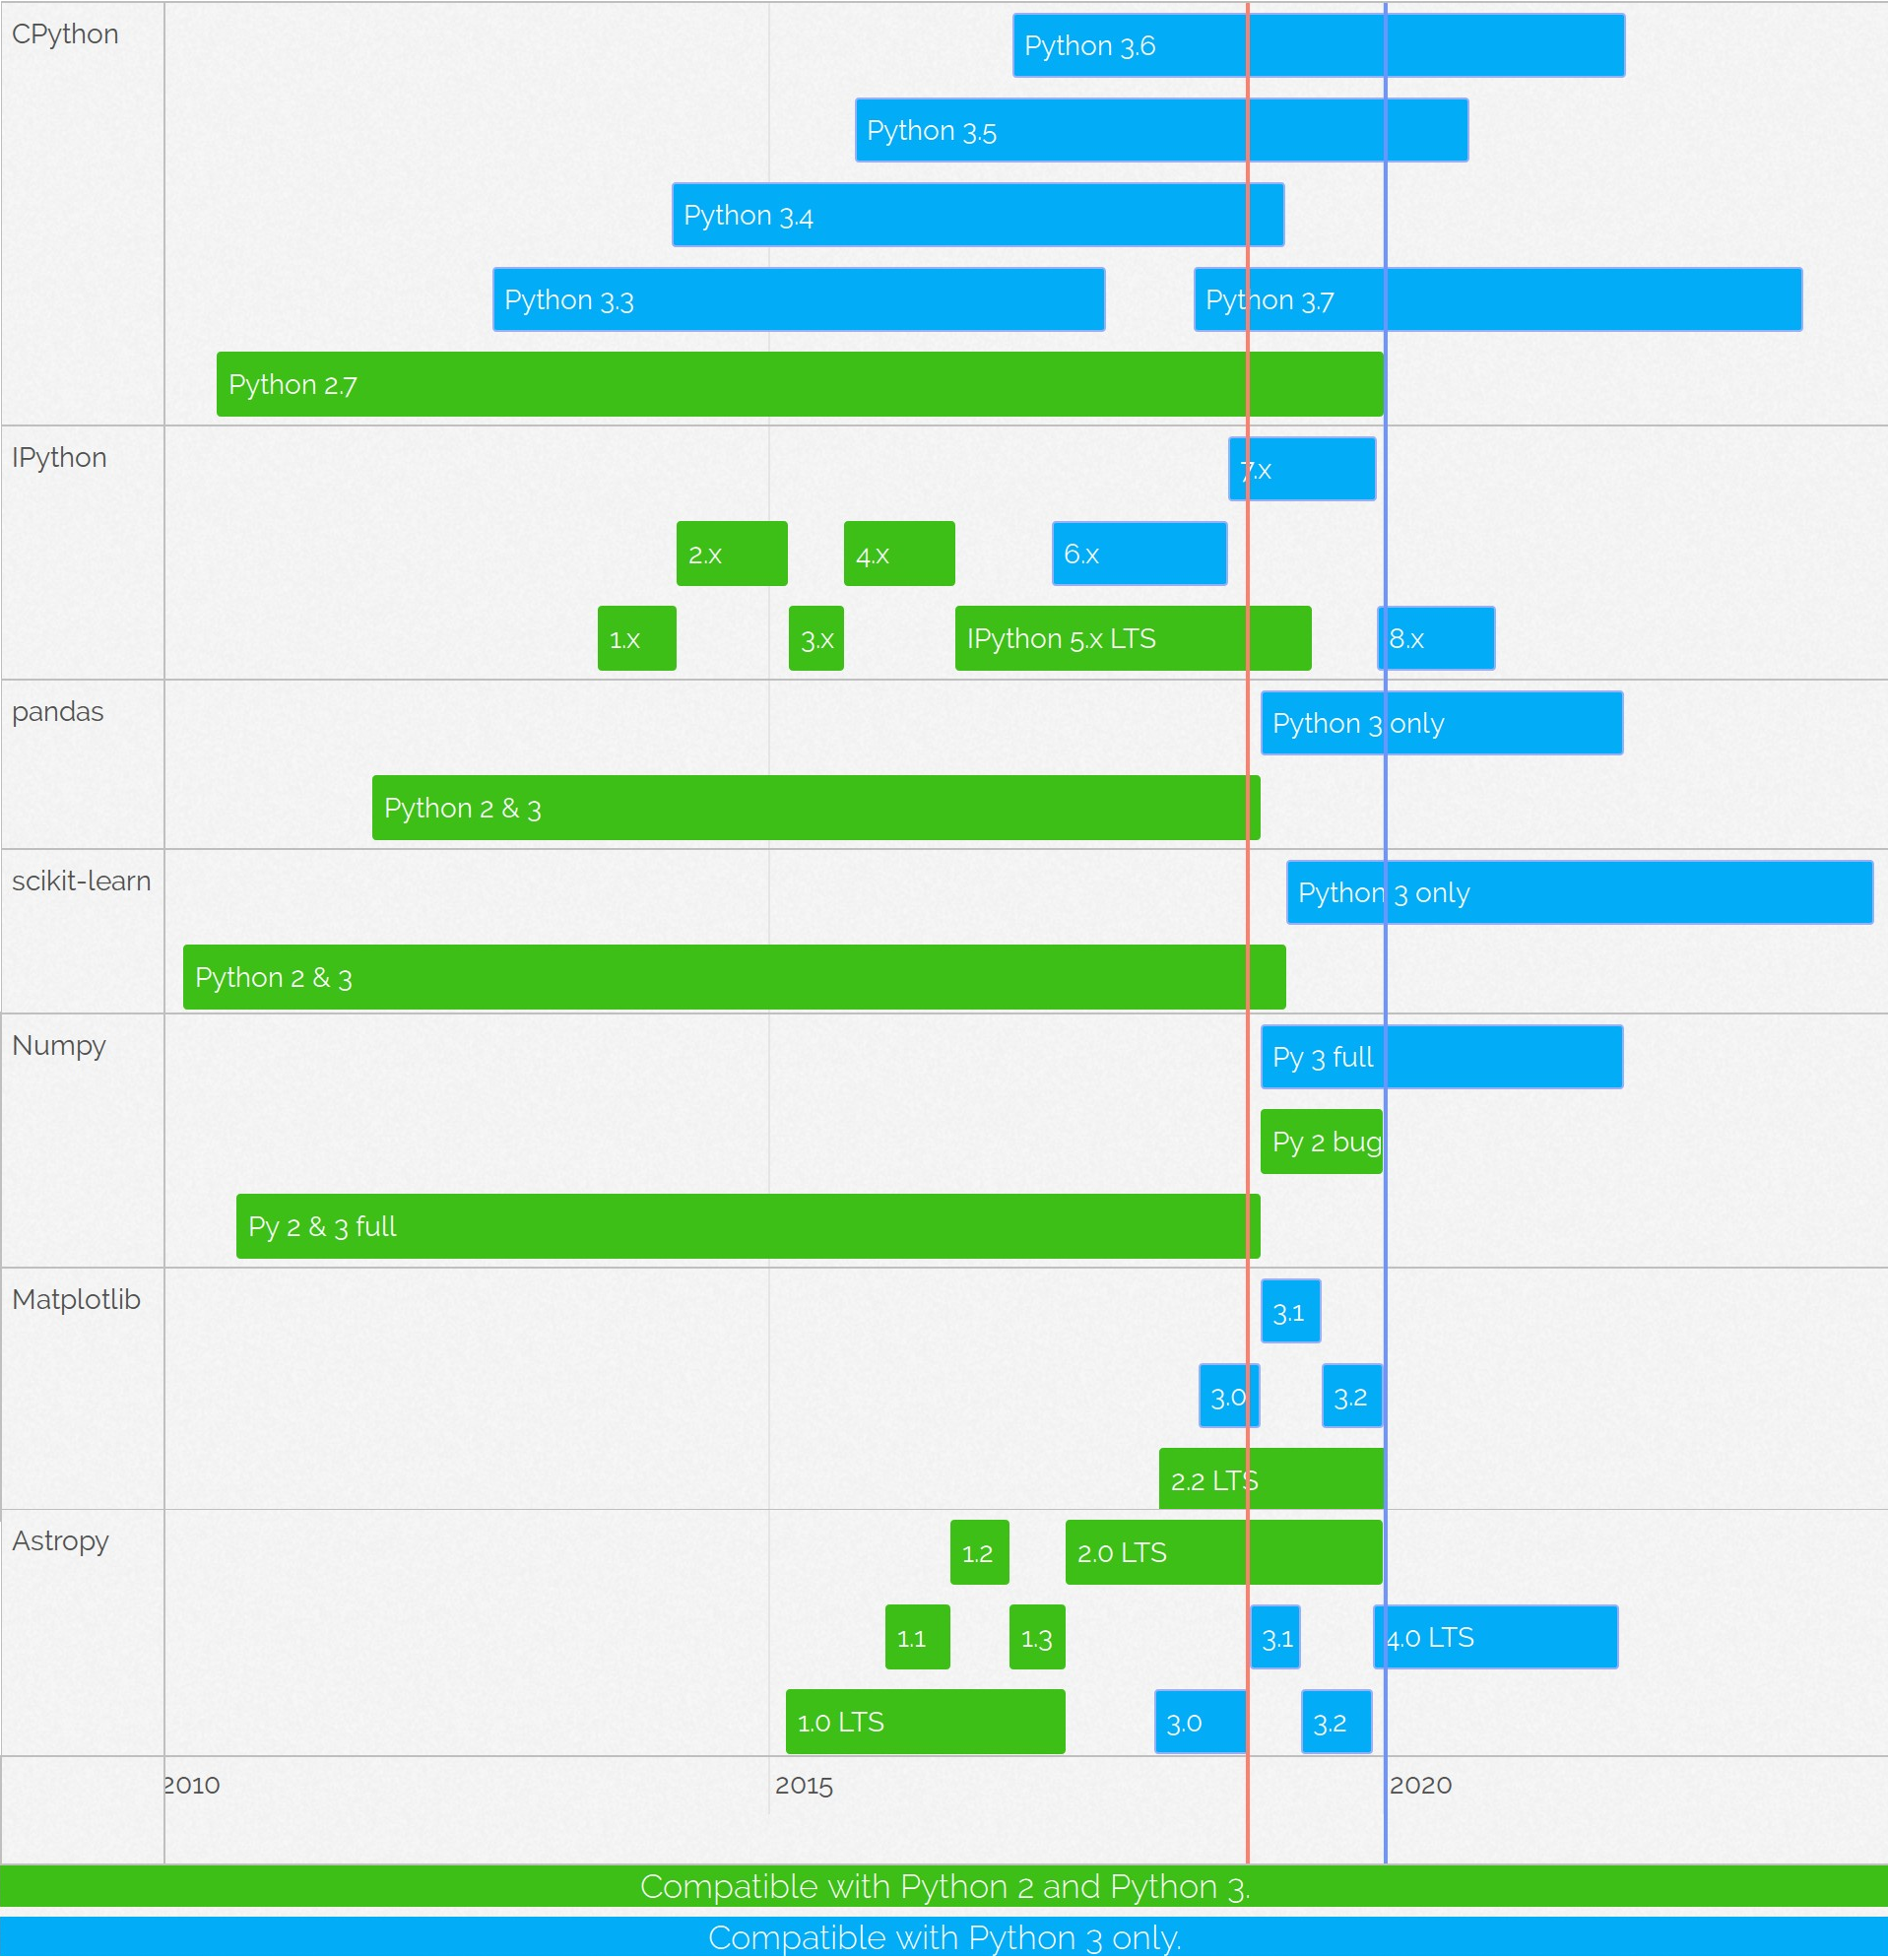 CPython
Python 3.6
Python 3.5
Python 3.4
Python 3.3
Python 3.7
Python 2.7
IPython
7.x
2.x
4.x
6.x
1.x
3.x
IPython 5.x LTS
8.x
pandas
Python 3 only
Python 2 & 3
scikit-learn
Python 3 only
Python 2 & 3
Numpy
Py 3 full
Py 2 bug
Py 2 & 3 full
Matplotlib
3.1
3.0
3.2
2.2 LTS
Astropy
1.2
2.0 LTS
1.1
1.3
3.1
4.0 LTS
1.0 LTS
3.0
3.2
2010
2015
2020
Compatible with Python 2 and Python 3.
Compatible with Python 3 only.